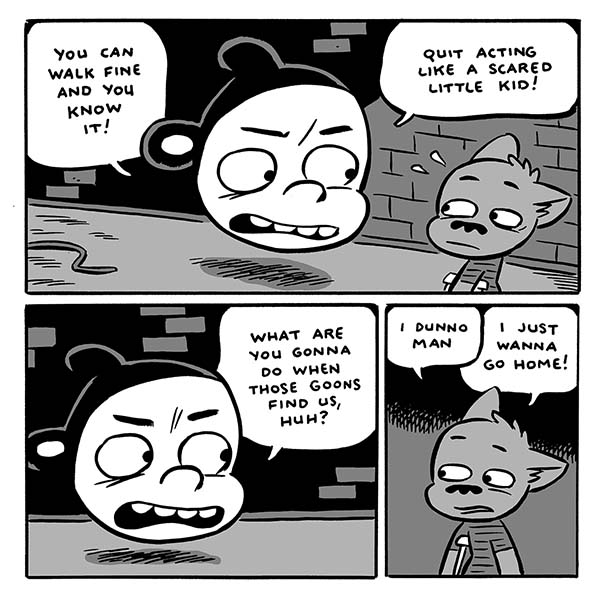 YOU CAN
WALK FINE
AND YOU
KNOW
IT!
QUIT ACTING
LIKE A SCARED
LITTLE KID!
WHAT ARE
YOU GONNA
DO WHEN
THOSE GOONS
FIND US,
HUH?
I DUNNO
MAN
I JUST
WANNA
GO HOME!